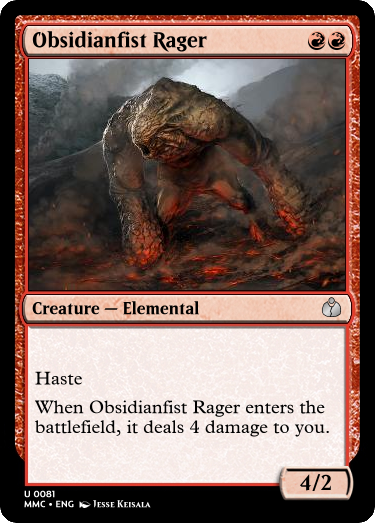 Obsidianfist Rager
Creature — Elemental
Haste
When Obsidianfist Rager enters the
battlefield, it deals 4 damage to you.
4/2
U 0081
MMC • ENG Jesse Keisala